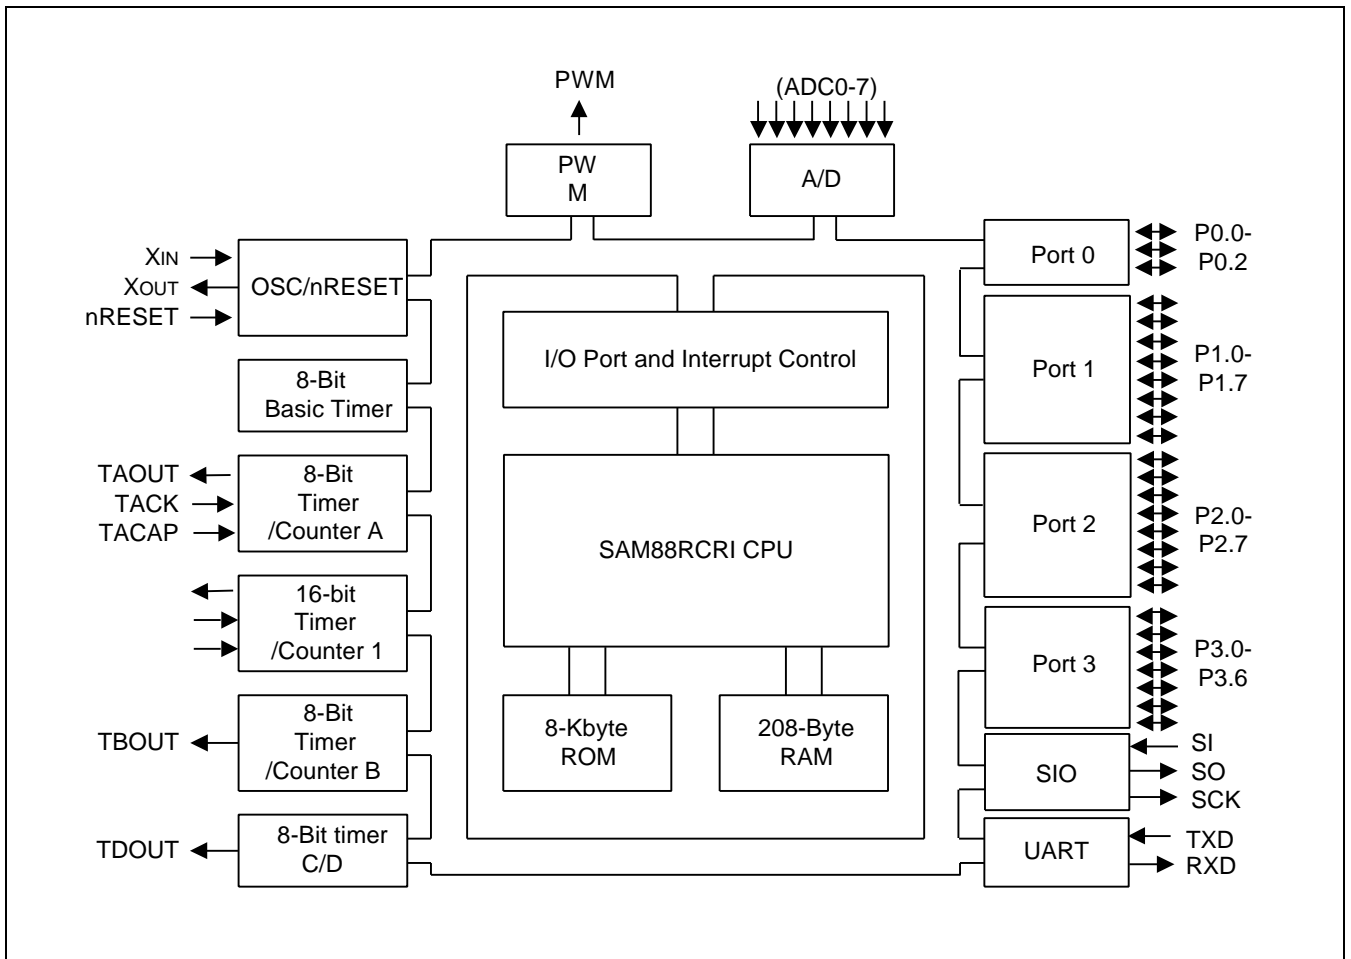 PWM
(ADC0-7)
PW
M
A/D
XIN
XOUT
nRESET
OSC/nRESET
Port 0
P0.0-
P0.2
I/O Port and Interrupt Control
8-Bit
Basic Timer
Port 1
P1.0-
P1.7
TAOUT
TACK
TACAP
8-Bit
Timer
/Counter A
SAM88RCRI CPU
Port 2
P2.0-
P2.7
16-bit
Timer
/Counter 1
Port 3
P3.0-
P3.6
TBOUT
8-Bit
Timer
/Counter B
8-Kbyte
ROM
208-Byte
RAM
SIO
SI
SO
SCK
TDOUT
8-Bit timer
C/D
UART
TXD
RXD